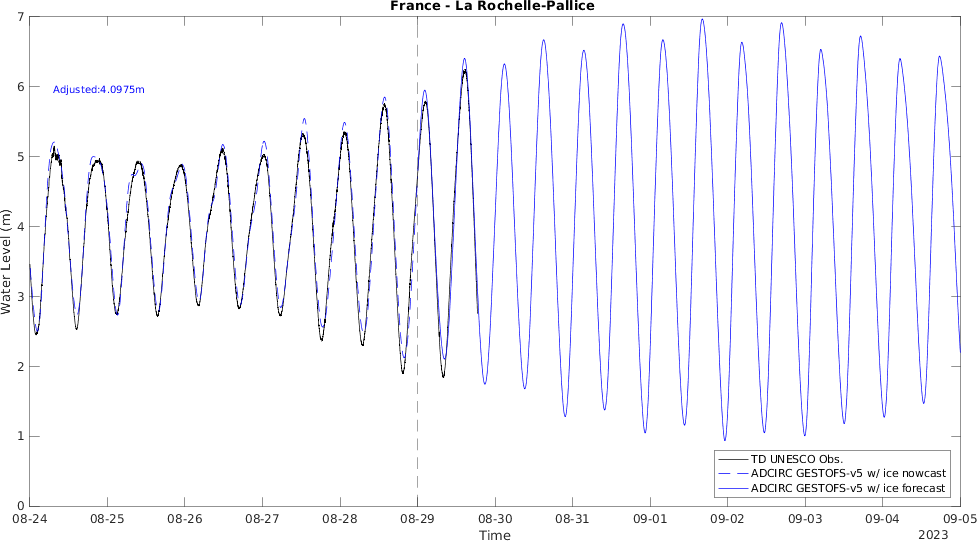 France - La Rochelle-Pallice
7
6
5
4
3
2
1
0
Water Level (m)
Adjusted:4.0975m
TD UNESCO Obs.
ADCIRC GESTOFS-v5 w/ ice nowcast
ADCIRC GESTOFS-v5 w/ ice forecast
08-24 08-25 08-26 08-27 08-28 08-29 08-30 08-31 09-01 09-02 09-03 09-04 09-05
Time
2023